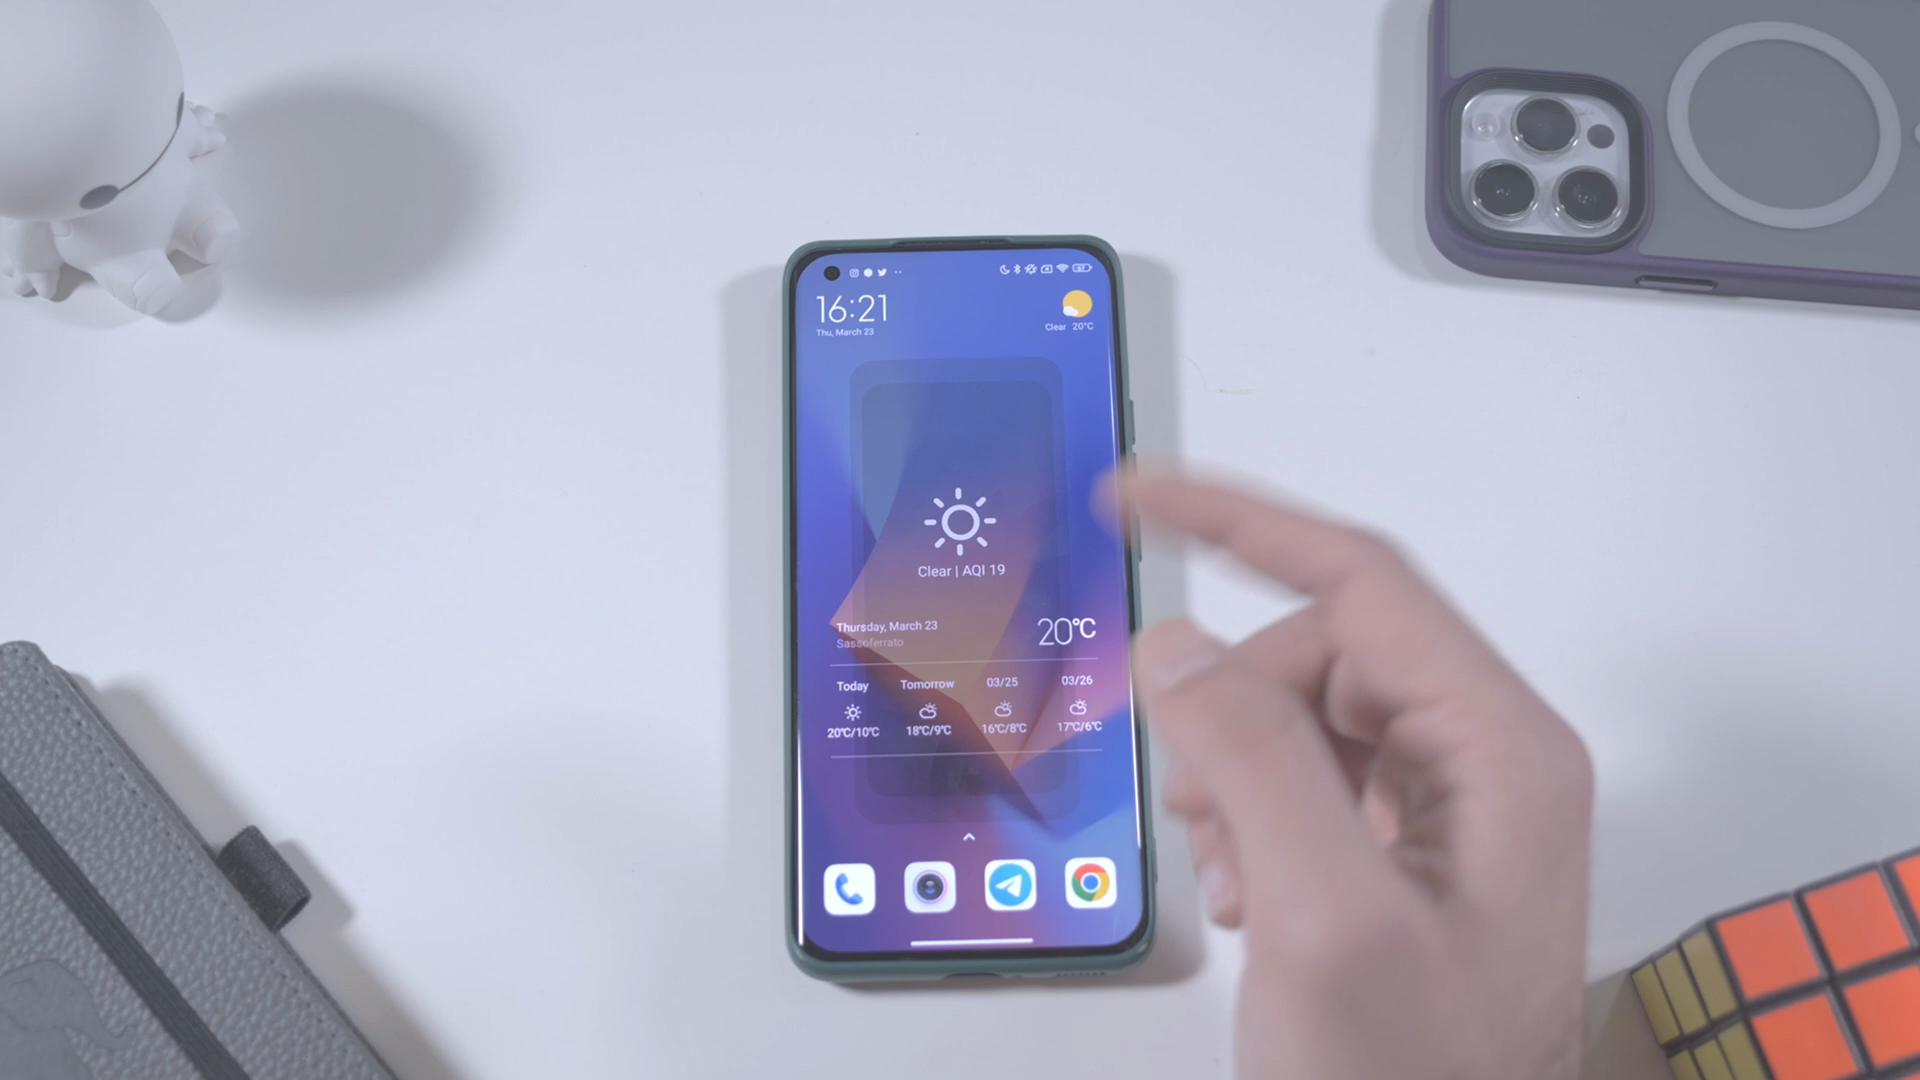 16:21
Thu, March 23
Clear 20°C
Clear | AQI 19
Thursday, March 23
Sassoferrato
20°C
Today Tomorrow 03/25 03/26
20°C/10°C 18°C/9°C 16°C/8°C 17°C/6°C